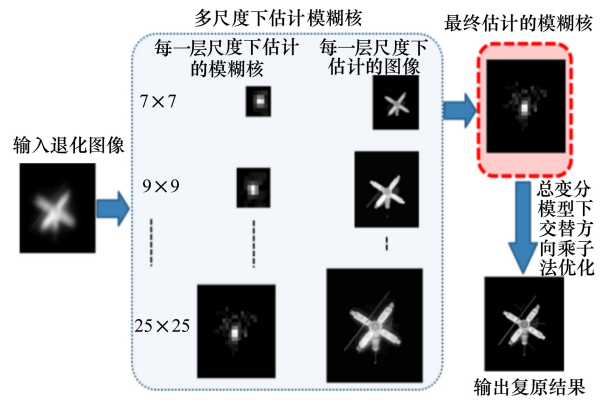 多尺度下估计模糊核
最终估计的模糊核
每一层尺度下估计
的模糊核
每一层尺度下
估计的图像
7×7
输入退化图像
9×9
25×25
总变分
模型下
交替方
向乘子
法优化
输出复原结果